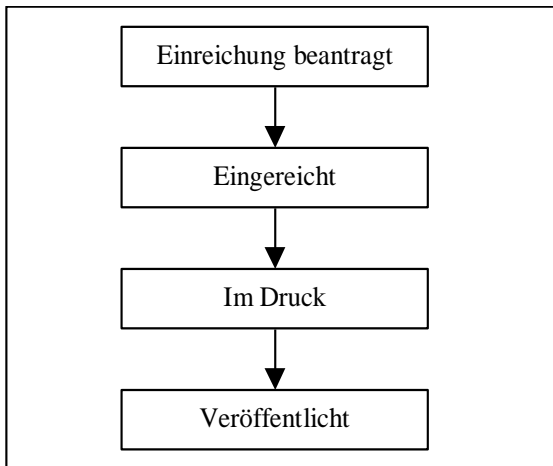 Einreichung beantragt
Eingereicht
Im Druck
Veröffentlicht